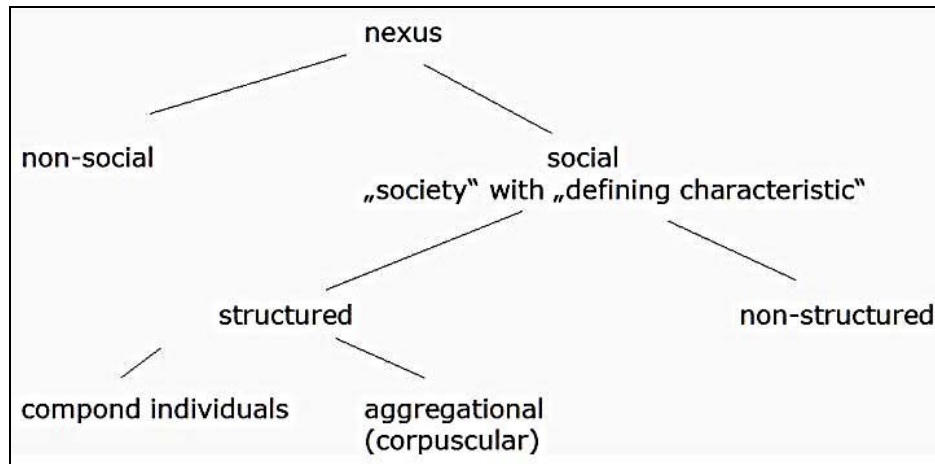 nexus
non-social
social
„society“ with „defining characteristic“
structured
non-structured
compond individuals
aggregational
(corpuscular)